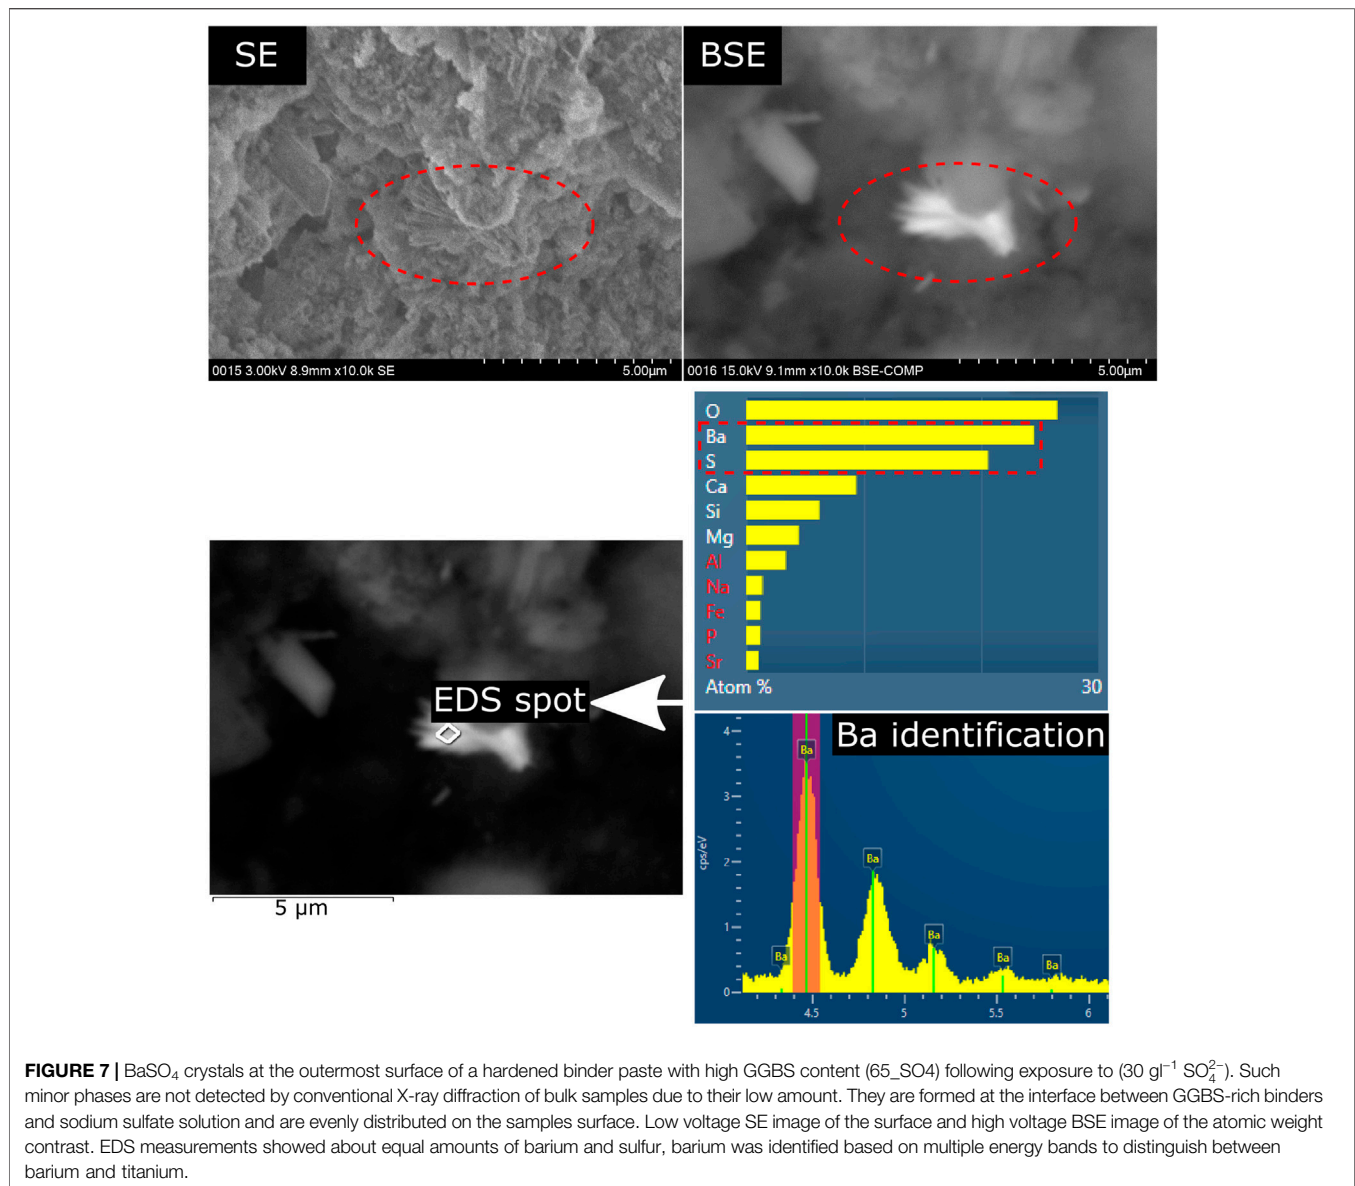 SE
BSE
0015 3.00kV 8.9mm x10.0k SE
5.00μm
0016 15.0kV 9.1mm x10.0k BSE-COMP
5.00μm
O
Ba
S
Ca
Si
Mg
Al
Na
Fe
P
Sr
Atom %
30
EDS spot
5 μm
Ba identification
cps/eV
4
3
2
1
0
Ba
Ba
Ba
Ba
Ba
Ba
4.5
5
5.5
6
FIGURE 7 | BaSO₄ crystals at the outermost surface of a hardened binder paste with high GGBS content (65_SO4) following exposure to (30 gl⁻¹ SO₄²⁻). Such
minor phases are not detected by conventional X-ray diffraction of bulk samples due to their low amount. They are formed at the interface between GGBS-rich binders
and sodium sulfate solution and are evenly distributed on the samples surface. Low voltage SE image of the surface and high voltage BSE image of the atomic weight
contrast. EDS measurements showed about equal amounts of barium and sulfur, barium was identified based on multiple energy bands to distinguish between
barium and titanium.